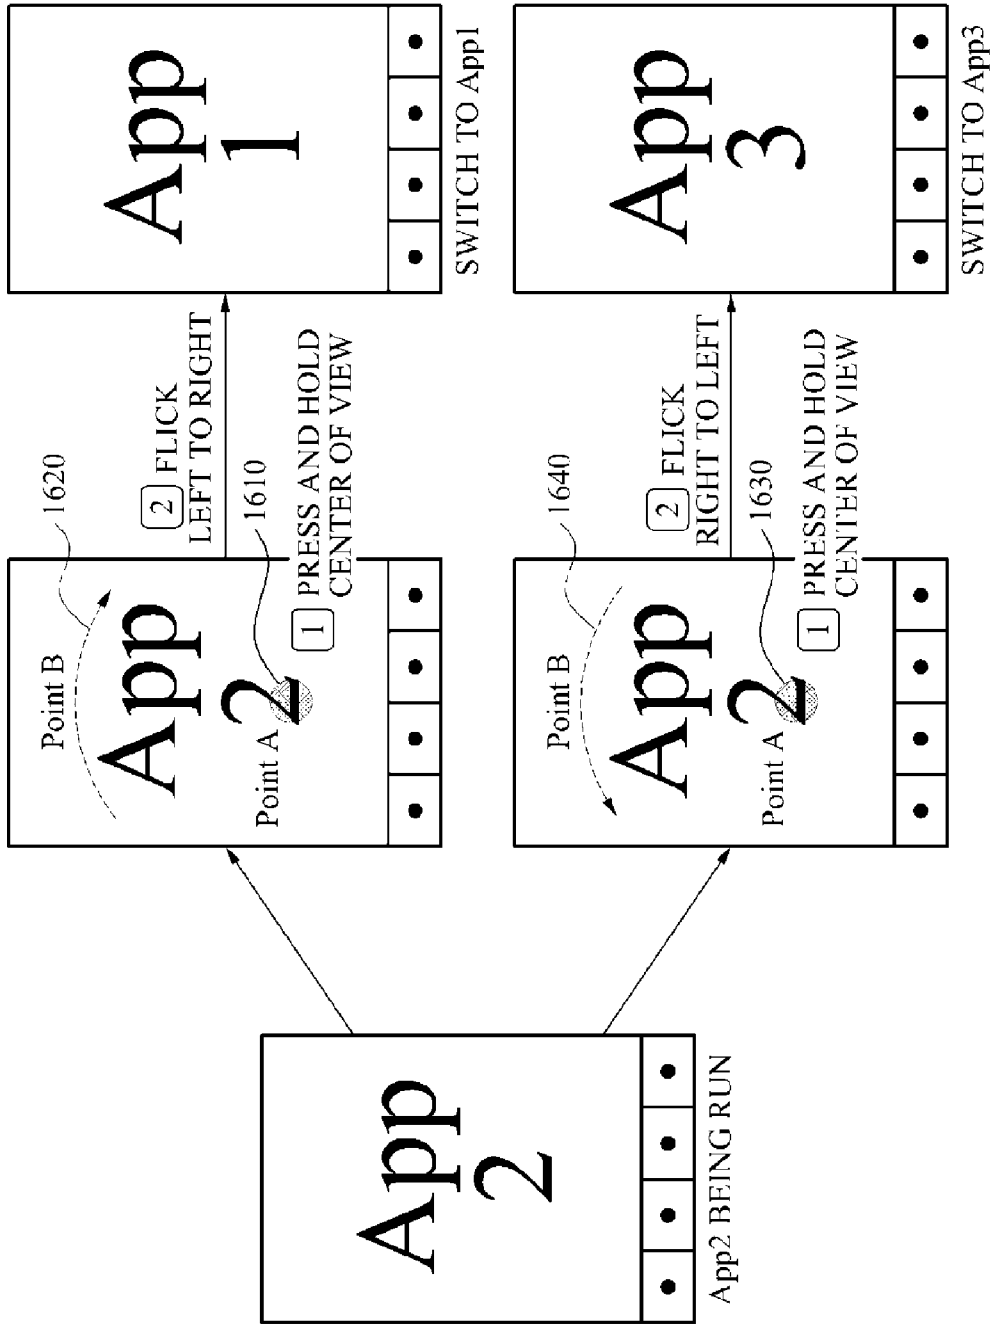 App
2
App2 BEING RUN
Point B
1620
App
2
Point A
1610
1 PRESS AND HOLD
CENTER OF VIEW
2 FLICK
LEFT TO RIGHT
App
1
SWITCH TO App1
Point B
1640
App
2
Point A
1630
1 PRESS AND HOLD
CENTER OF VIEW
2 FLICK
RIGHT TO LEFT
App
3
SWITCH TO App3